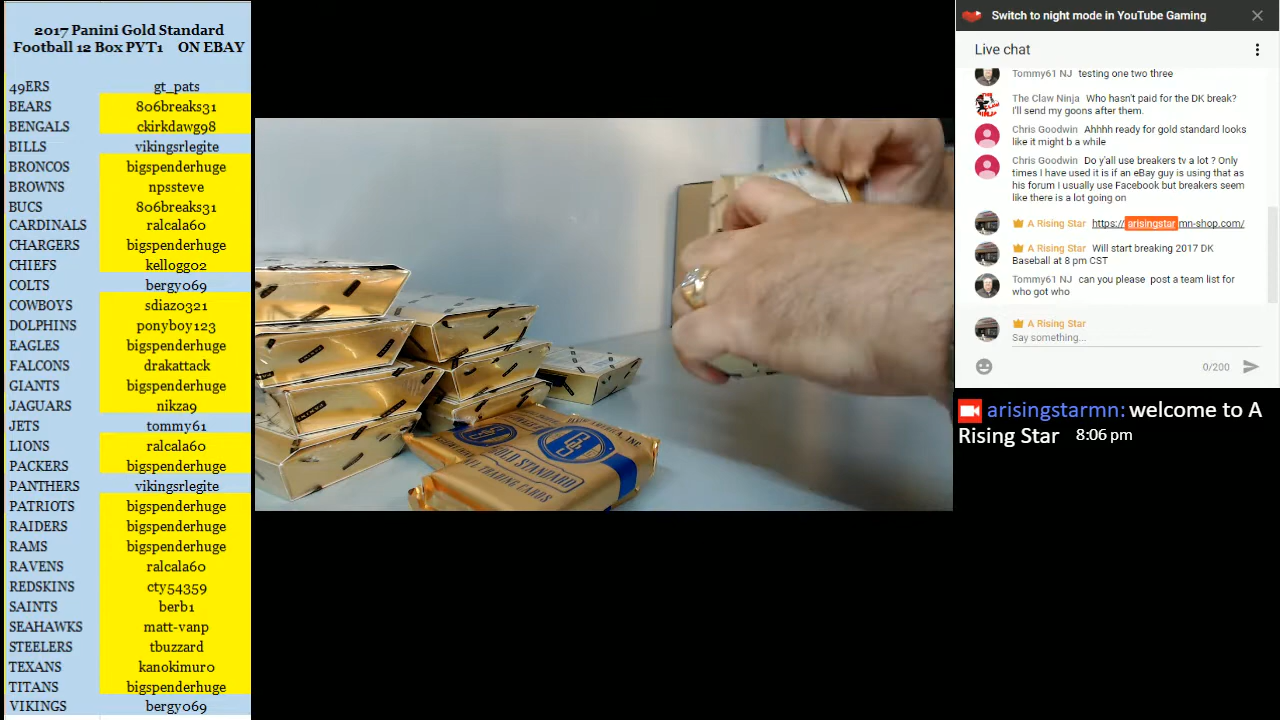 2017 Panini Gold Standard
Football 12 Box PYT1 ON EBAY
49ERS gt_pats
BEARS 806breaks31
BENGALS ckirkdawg98
BILLS vikingsrlegite
BRONCOS bigspenderhuge
BROWNS npssteve
BUCS 806breaks31
CARDINALS ralcala60
CHARGERS bigspenderhuge
CHIEFS kellogg02
COLTS bergy069
COWBOYS sdiaz0321
DOLPHINS ponyboy123
EAGLES bigspenderhuge
FALCONS drakattack
GIANTS bigspenderhuge
JAGUARS nikza9
JETS tommy61
LIONS ralcala60
PACKERS bigspenderhuge
PANTHERS vikingsrlegite
PATRIOTS bigspenderhuge
RAIDERS bigspenderhuge
RAMS bigspenderhuge
RAVENS ralcala60
REDSKINS cty54359
SAINTS berb1
SEAHAWKS matt-vanp
STEELERS tbuzzard
TEXANS kanokimuro
TITANS bigspenderhuge
VIKINGS bergy069
GOLD STANDARD
NFL TRADING CARDS
Switch to night mode in YouTube Gaming
Live chat
Tommy61 NJ testing one two three
The Claw Ninja Who hasn't paid for the DK break?
I'll send my goons after them.
Chris Goodwin Ahhhh ready for gold standard looks
like it might b a while
Chris Goodwin Do y'all use breakers tv a lot ? Only
times I have used it is if an eBay guy is using that as
his forum I usually use Facebook but breakers seem
like there is a lot going on
A Rising Star https://arisingstarmn-shop.com/
A Rising Star Will start breaking 2017 DK
Baseball at 8 pm CST
Tommy61 NJ can you please post a team list for
who got who
A Rising Star
Say something...
0/200
arisingstarmn: welcome to A
Rising Star 8:06 pm